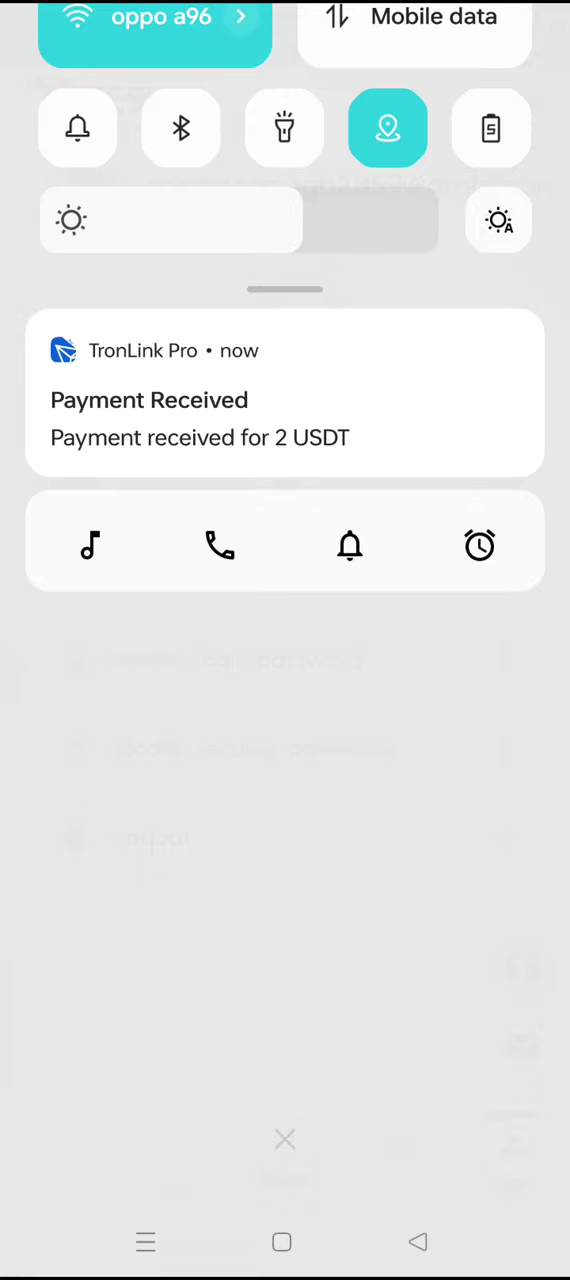 oppo a96
Mobile data
TronLink Pro • now
Payment Received
Payment received for 2 USDT